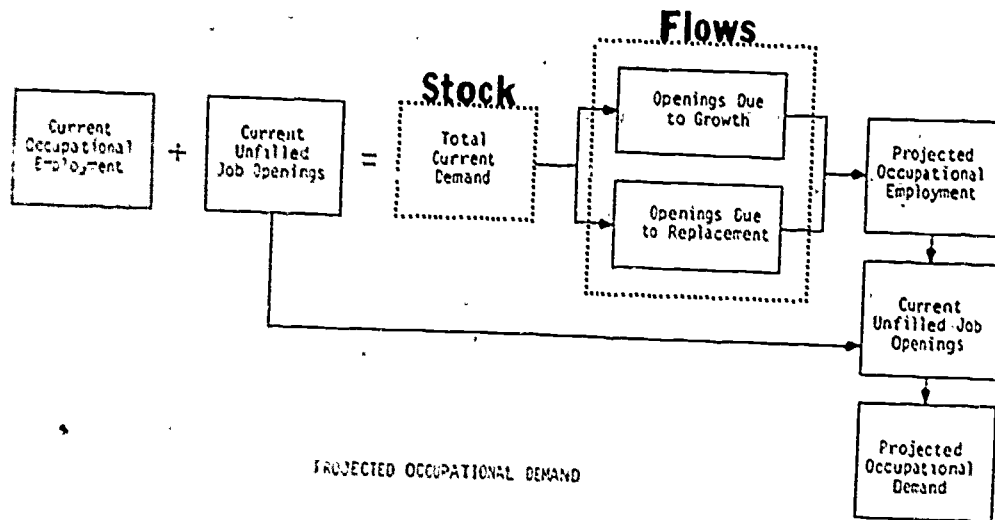 Flows
Stock
Current
Occupational
Employment
+
Current
Unfilled
Job Openings
=
Total
Current
Demand
Openings Due
to Growth
Openings Due
to Replacement
Projected
Occupational
Employment
Current
Unfilled Job
Openings
Projected
Occupational
Demand
PROJECTED OCCUPATIONAL DEMAND